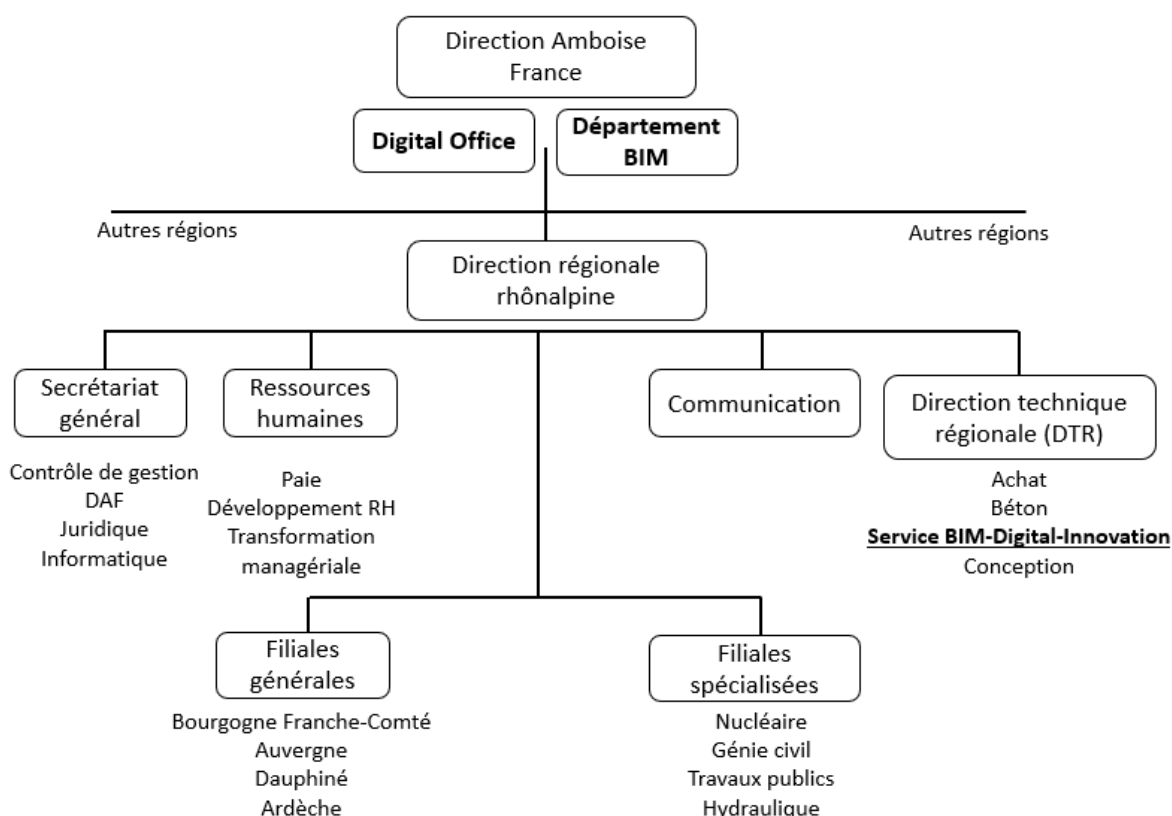 Direction Amboise
France
Digital Office
Département
BIM
Autres régions
Autres régions
Direction régionale
rhônalpine
Secrétariat
général
Ressources
humaines
Communication
Direction technique
régionale (DTR)
Contrôle de gestion
DAF
Juridique
Informatique
Paie
Développement RH
Transformation
managériale
Achat
Béton
Service BIM-Digital-Innovation
Conception
Filiales
générales
Filiales
spécialisées
Bourgogne Franche-Comté
Auvergne
Dauphiné
Ardèche
Nucléaire
Génie civil
Travaux publics
Hydraulique